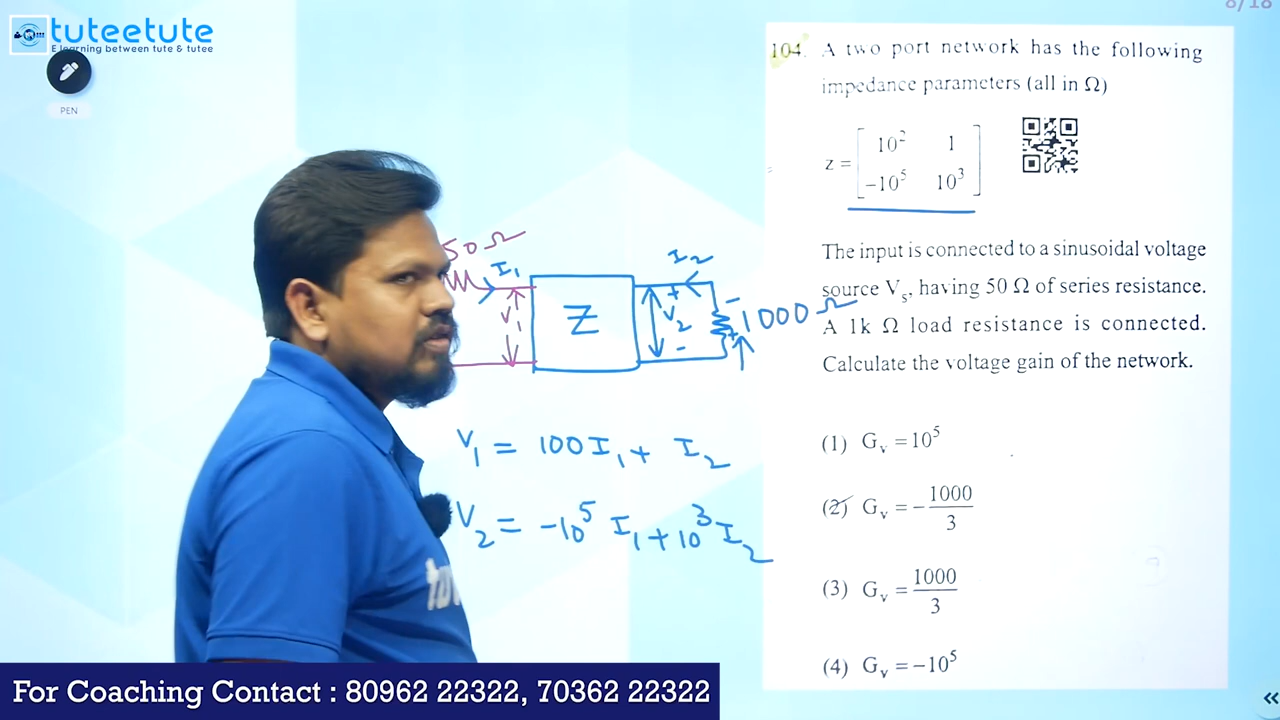 8/18
tuteetute
E learning between tute & tutee
PEN
104. A two port network has the following
impedance parameters (all in Ω)
z = [ 10² 1
−10⁵ 10³ ]
The input is connected to a sinusoidal voltage
source Vₛ, having 50 Ω of series resistance.
A 1k Ω load resistance is connected.
Calculate the voltage gain of the network.
(1) Gᵥ = 10⁵
(2) Gᵥ = −1000/3
(3) Gᵥ = 1000/3
(4) Gᵥ = −10⁵
50 Ω
I₁
V₁
Z
I₂
+
V₂
-
-
+
1000 Ω
V₁ = 100I₁ + I₂
V₂ = -10⁵ I₁ + 10³ I₂
For Coaching Contact : 80962 22322, 70362 22322